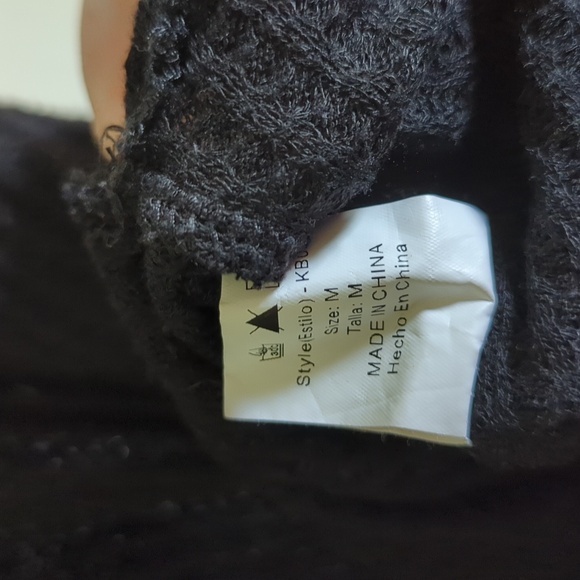 Style(Estilo) - KB
Size: M
Talla: M
MADE IN CHINA
Hecho En China